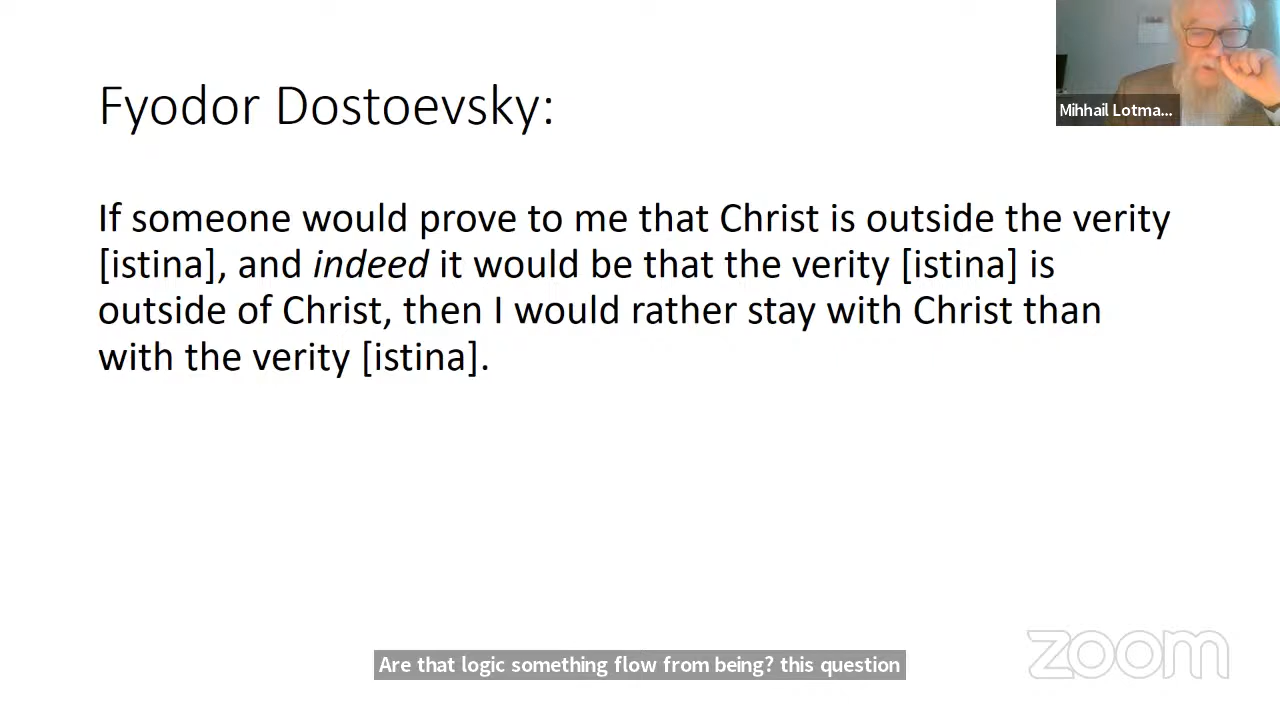 Fyodor Dostoevsky:
Mihhail Lotma...
If someone would prove to me that Christ is outside the verity
[istina], and indeed it would be that the verity [istina] is
outside of Christ, then I would rather stay with Christ than
with the verity [istina].
zoom
Are that logic something flow from being? this question